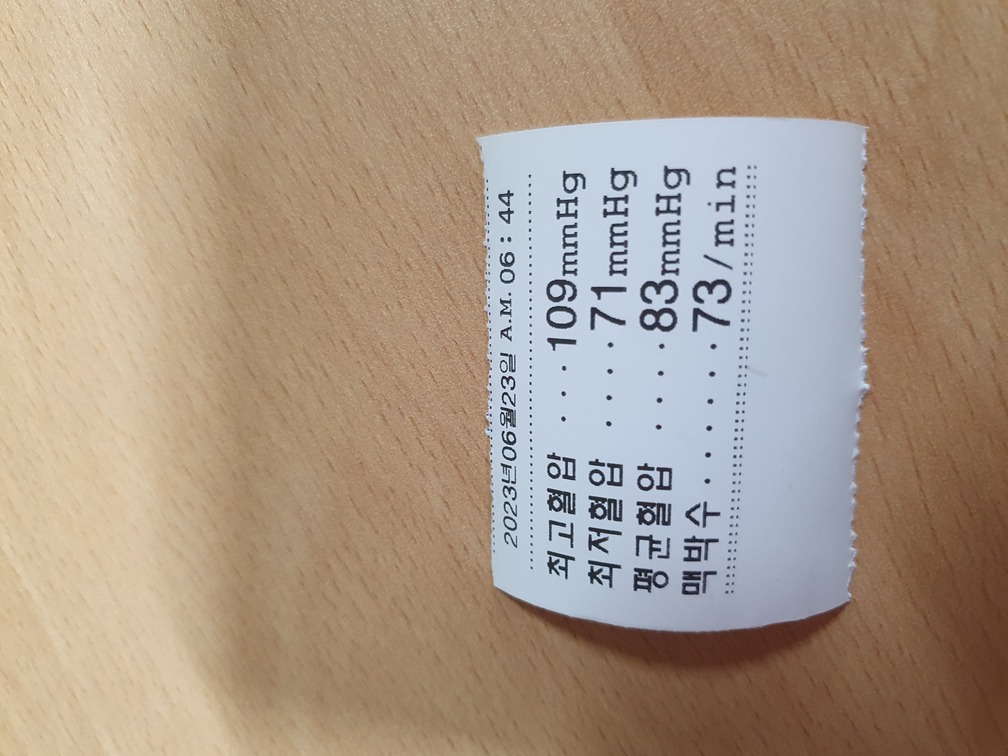 2023년06월23일 A.M. 06 : 44
최고혈압 ...109mmHg
최저혈압 ....71mmHg
평균혈압 ....83mmHg
맥박수......73/min